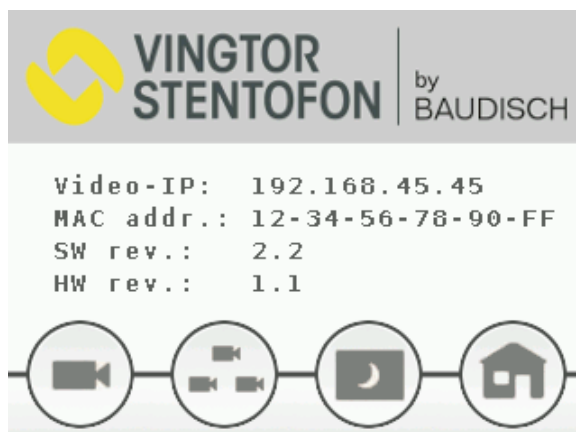 VINGTOR
STENTOFON
by
BAUDISCH
Video-IP: 192.168.45.45
MAC addr.: 12-34-56-78-90-FF
SW rev.: 2.2
HW rev.: 1.1